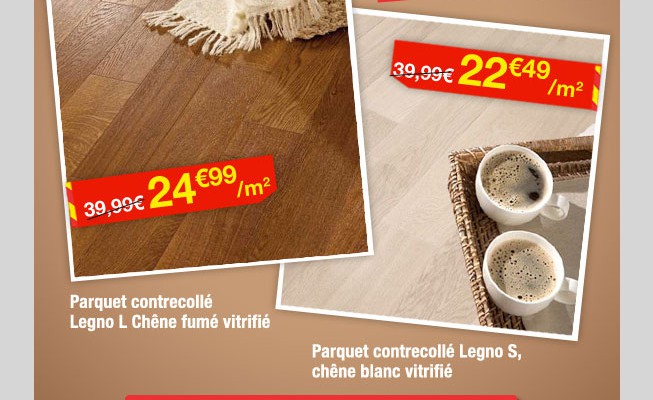 39,99€ 22€49/m²
39,99€ 24€99/m²
Parquet contrecollé
Legno L Chêne fumé vitrifié
Parquet contrecollé Legno S,
chêne blanc vitrifié